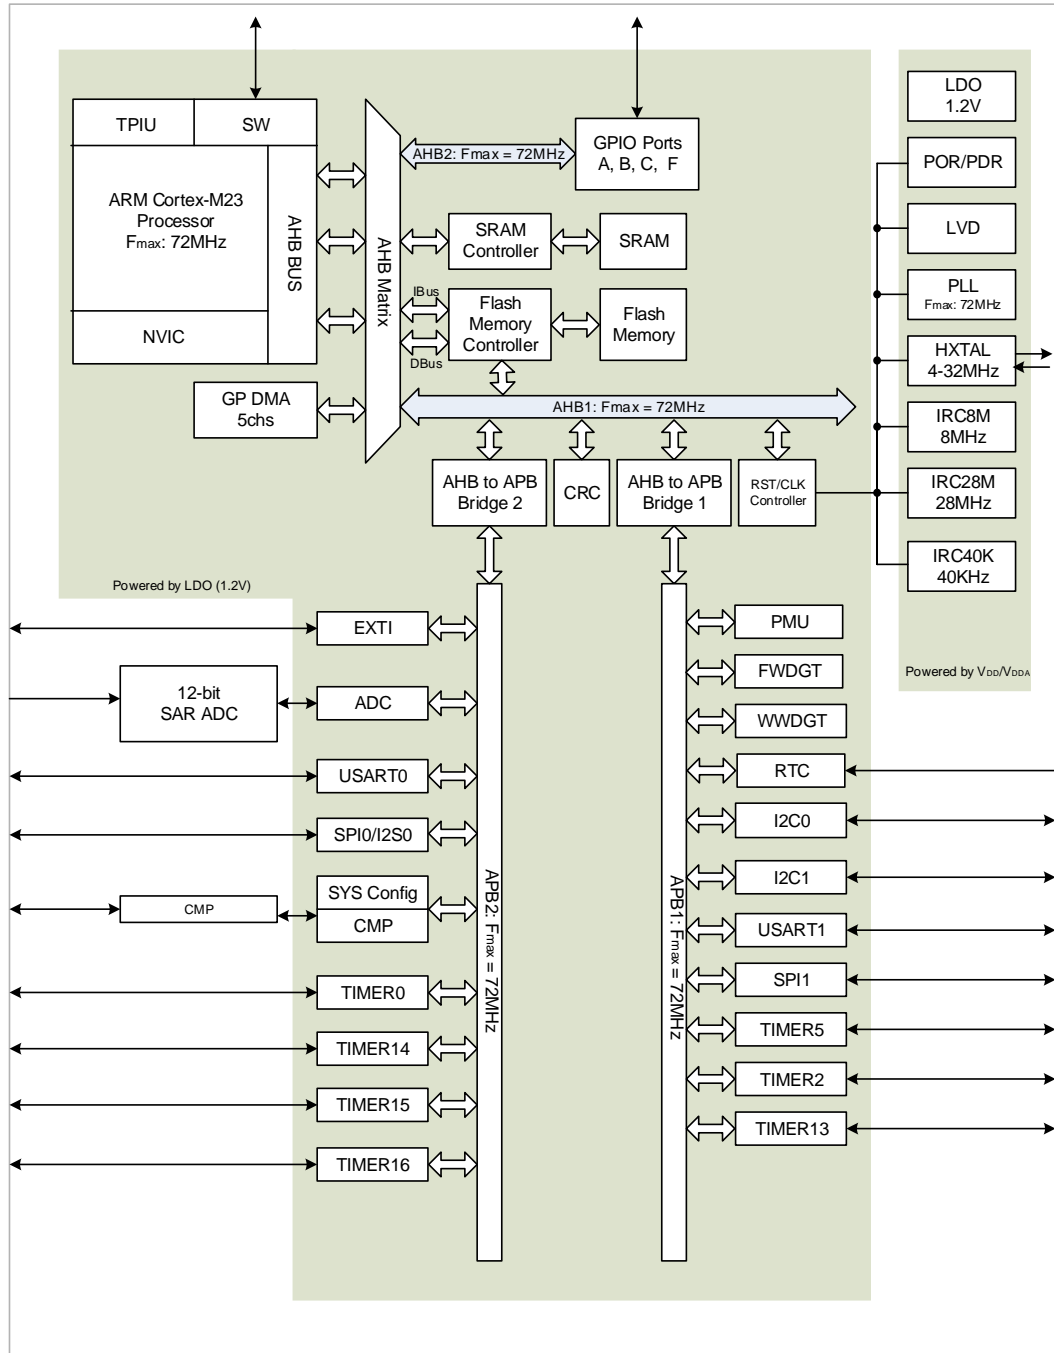 TPIU
SW
ARM Cortex-M23
Processor
Fmax: 72MHz
AHB BUS
NVIC
GP DMA
5chs
AHB Matrix
AHB2: Fmax = 72MHz
GPIO Ports
A, B, C, F
SRAM
Controller
SRAM
IBus
DBus
Flash
Memory
Controller
Flash
Memory
AHB1: Fmax = 72MHz
AHB to APB
Bridge 2
CRC
AHB to APB
Bridge 1
RST/CLK
Controller
LDO
1.2V
POR/PDR
LVD
PLL
Fmax: 72MHz
HXTAL
4-32MHz
IRC8M
8MHz
IRC28M
28MHz
IRC40K
40KHz
Powered by VDD/VDDA
Powered by LDO (1.2V)
EXTI
12-bit
SAR ADC
ADC
USART0
SPI0/I2S0
CMP
SYS Config
CMP
TIMER0
TIMER14
TIMER15
TIMER16
APB2: Fmax = 72MHz
APB1: Fmax = 72MHz
PMU
FWDGT
WWDGT
RTC
I2C0
I2C1
USART1
SPI1
TIMER5
TIMER2
TIMER13